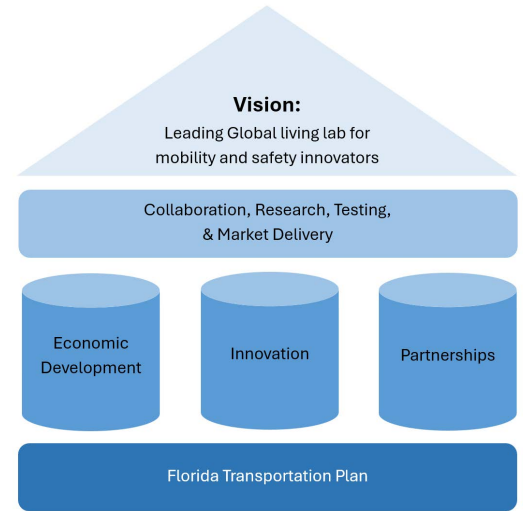 Vision:
Leading Global living lab for
mobility and safety innovators
Collaboration, Research, Testing,
& Market Delivery
Economic
Development
Innovation
Partnerships
Florida Transportation Plan